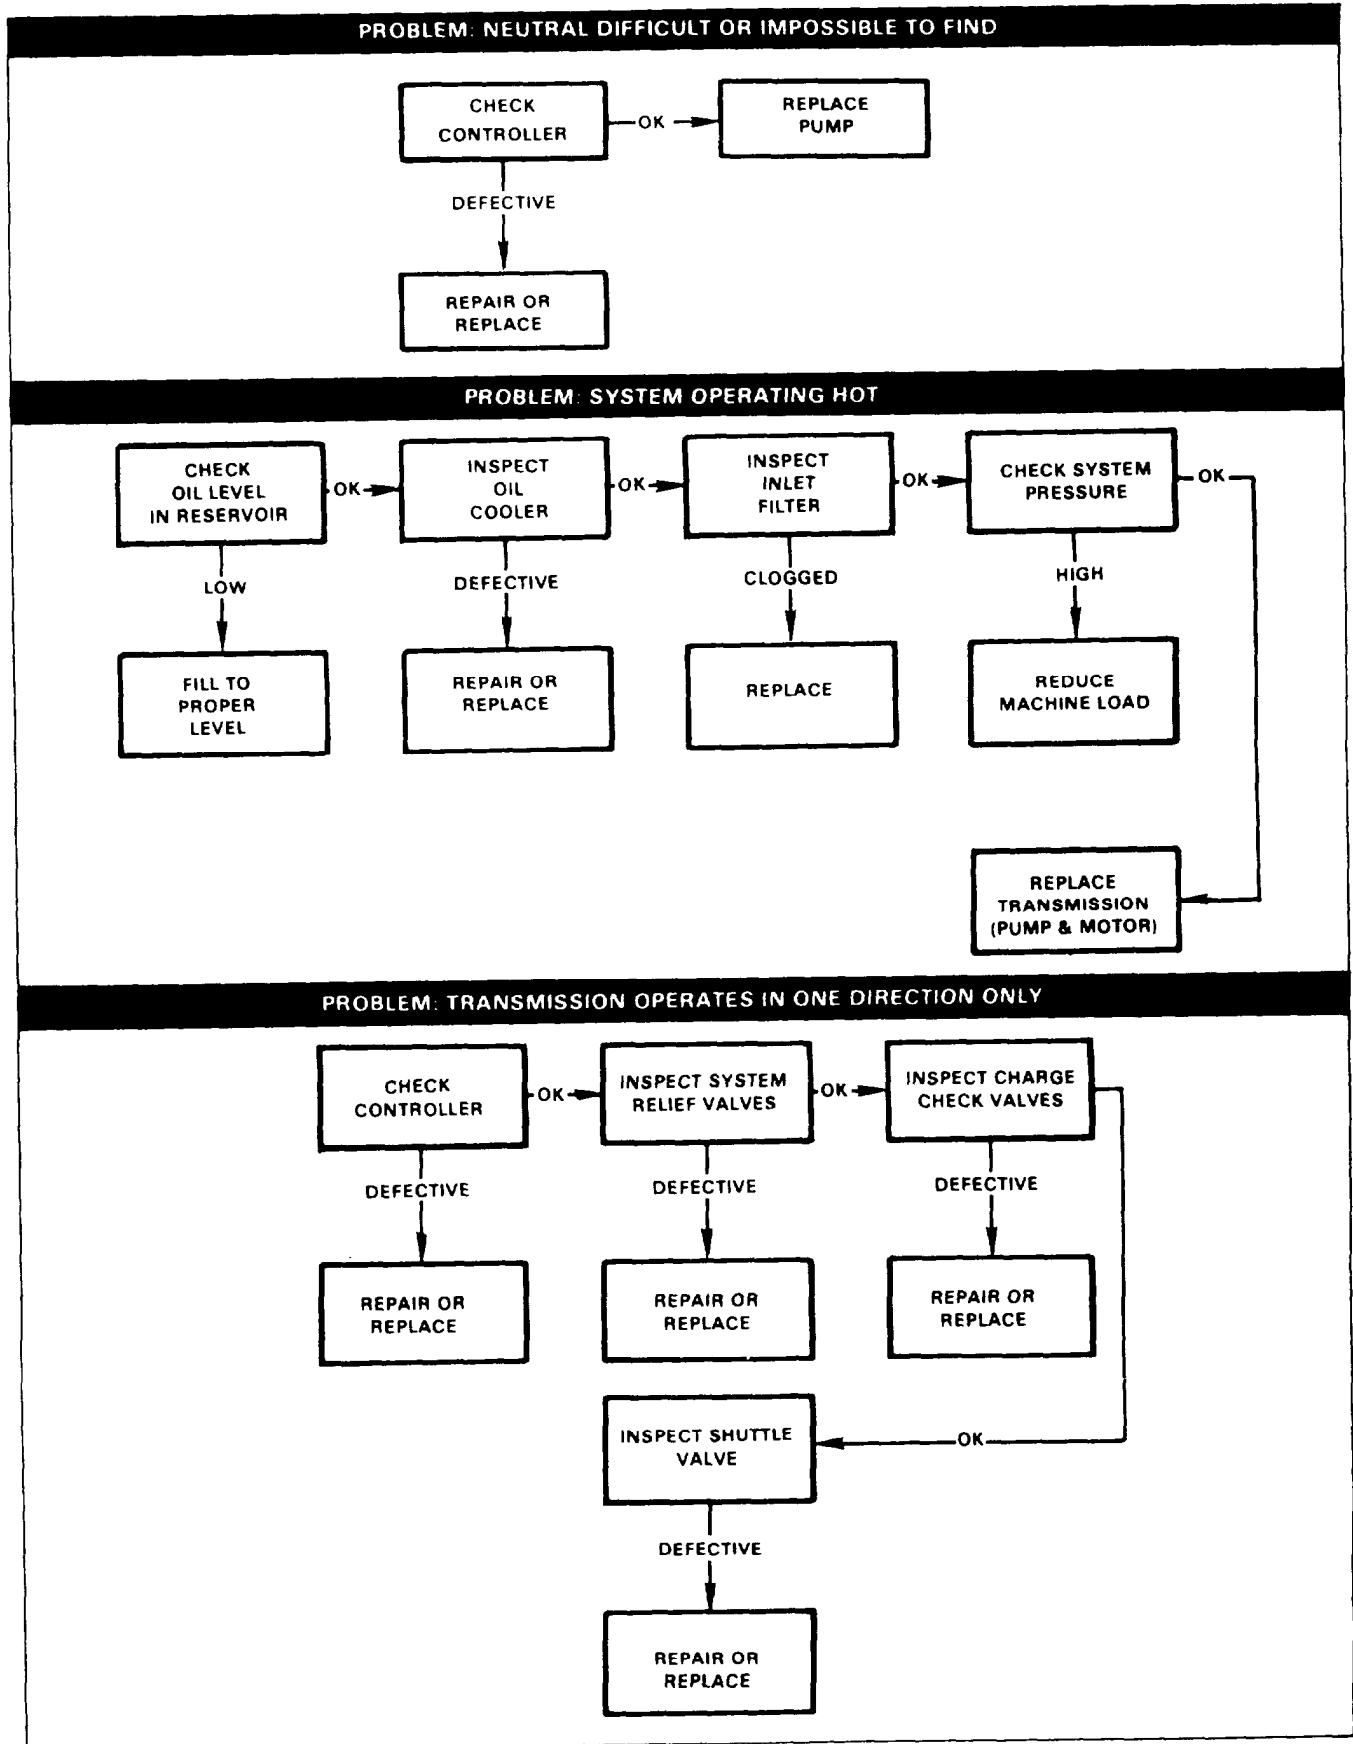 PROBLEM: NEUTRAL DIFFICULT OR IMPOSSIBLE TO FIND
CHECK
CONTROLLER
OK
REPLACE
PUMP
DEFECTIVE
REPAIR OR
REPLACE
PROBLEM: SYSTEM OPERATING HOT
CHECK
OIL LEVEL
IN RESERVOIR
OK
INSPECT
OIL
COOLER
OK
INSPECT
INLET
FILTER
OK
CHECK SYSTEM
PRESSURE
OK
LOW
DEFECTIVE
CLOGGED
HIGH
FILL TO
PROPER
LEVEL
REPAIR OR
REPLACE
REPLACE
REDUCE
MACHINE LOAD
REPLACE
TRANSMISSION
(PUMP & MOTOR)
PROBLEM: TRANSMISSION OPERATES IN ONE DIRECTION ONLY
CHECK
CONTROLLER
OK
INSPECT SYSTEM
RELIEF VALVES
OK
INSPECT CHARGE
CHECK VALVES
DEFECTIVE
DEFECTIVE
DEFECTIVE
REPAIR OR
REPLACE
REPAIR OR
REPLACE
REPAIR OR
REPLACE
INSPECT SHUTTLE
VALVE
OK
DEFECTIVE
REPAIR OR
REPLACE